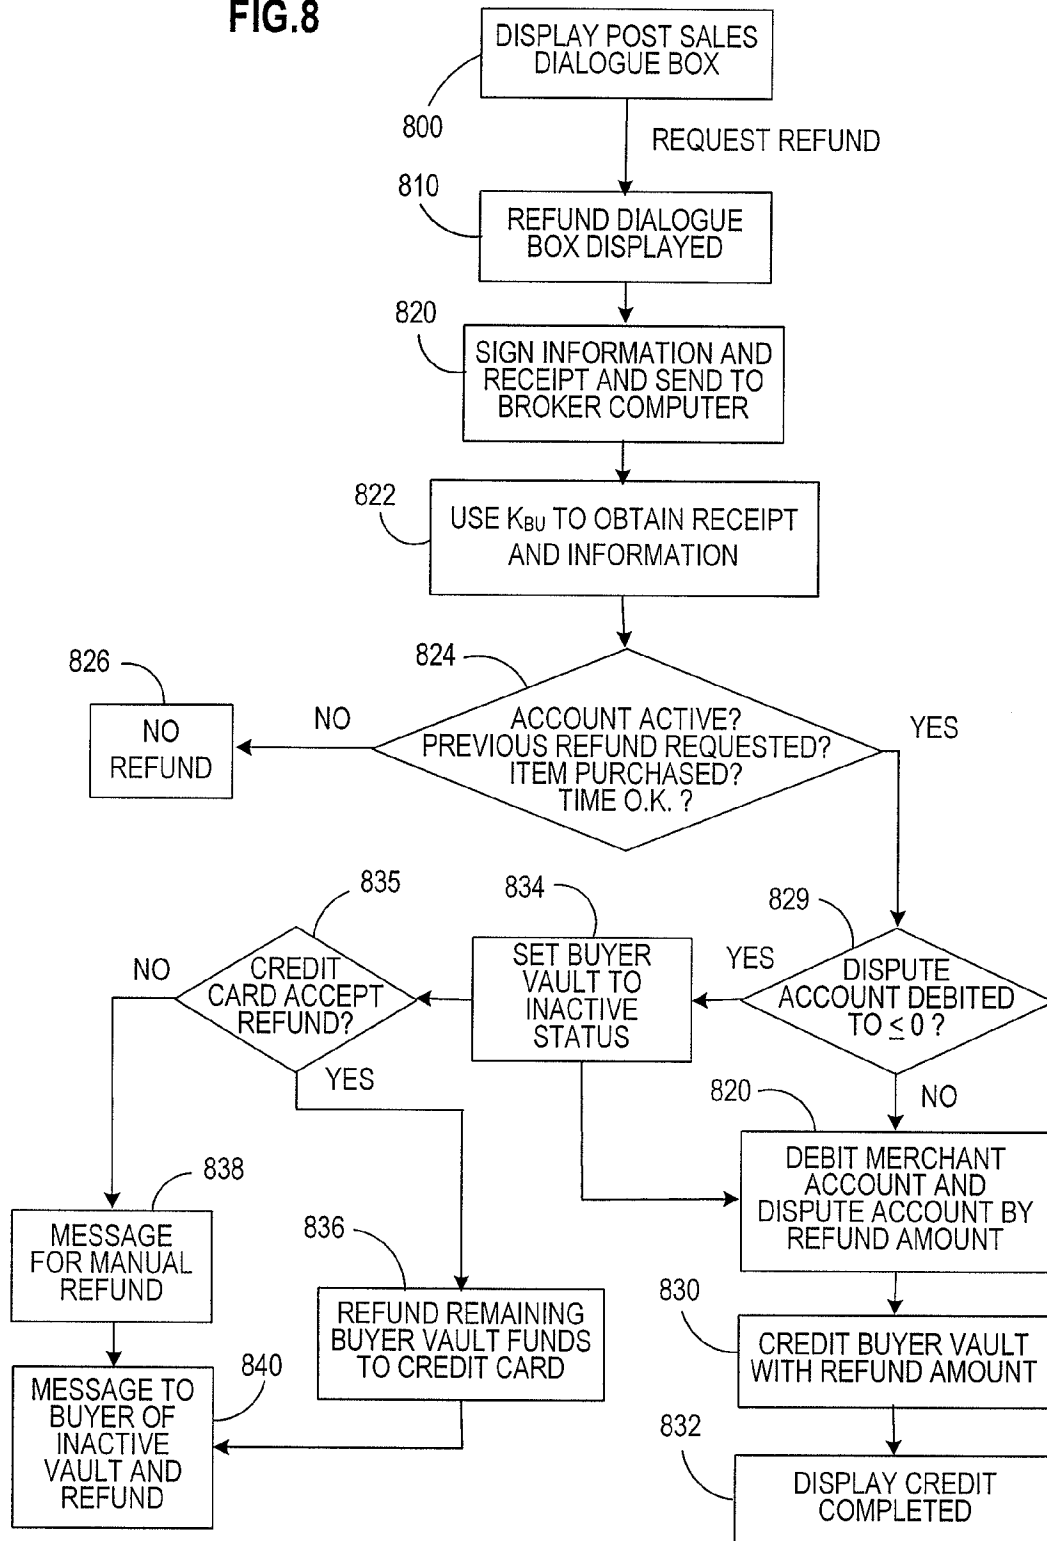 FIG.8
DISPLAY POST SALES
DIALOGUE BOX
800
REQUEST REFUND
810
REFUND DIALOGUE
BOX DISPLAYED
820
SIGN INFORMATION AND
RECEIPT AND SEND TO
BROKER COMPUTER
822
USE KBU TO OBTAIN RECEIPT
AND INFORMATION
824
826
NO
REFUND
NO
ACCOUNT ACTIVE?
PREVIOUS REFUND REQUESTED?
ITEM PURCHASED?
TIME O.K. ?
YES
835
834
829
NO
CREDIT
CARD ACCEPT
REFUND?
YES
SET BUYER
VAULT TO
INACTIVE
STATUS
YES
DISPUTE
ACCOUNT DEBITED
TO ≤ 0 ?
NO
820
DEBIT MERCHANT
ACCOUNT AND
DISPUTE ACCOUNT BY
REFUND AMOUNT
838
MESSAGE
FOR MANUAL
REFUND
836
REFUND REMAINING
BUYER VAULT FUNDS
TO CREDIT CARD
830
CREDIT BUYER VAULT
WITH REFUND AMOUNT
840
MESSAGE TO
BUYER OF
INACTIVE
VAULT AND
REFUND
832
DISPLAY CREDIT
COMPLETED